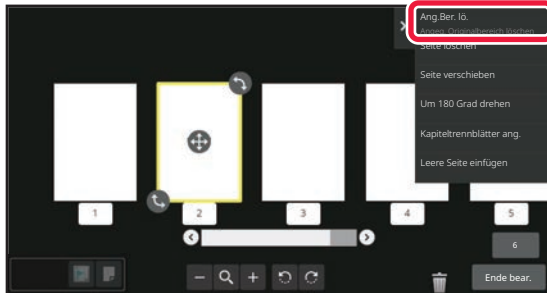 Ang.Ber. lö.
Angeg. Originalbereich löschen
Seite löschen
Seite verschieben
Um 180 Grad drehen
Kapiteltrennblätter ang.
Leere Seite einfügen
1
2
3
4
5
6
Ende bear.